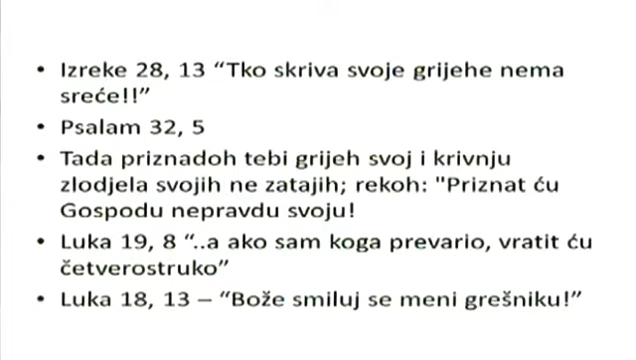 • Izreke 28, 13 “Tko skriva svoje grijehe nema
sreće!!”
• Psalam 32, 5
• Tada priznadoh tebi grijeh svoj i krivnju
zlodjela svojih ne zatajih; rekoh: "Priznat ću
Gospodu nepravdu svoju!
• Luka 19, 8 “..a ako sam koga prevario, vratit ću
četverostruko”
• Luka 18, 13 – “Bože smiluj se meni grešniku!”